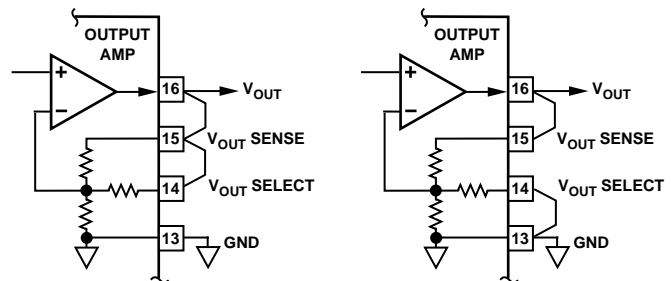 OUTPUT
AMP
+
−
16
V_OUT
15
V_OUT SENSE
14
V_OUT SELECT
13
GND
OUTPUT
AMP
+
−
16
V_OUT
15
V_OUT SENSE
14
V_OUT SELECT
13
GND